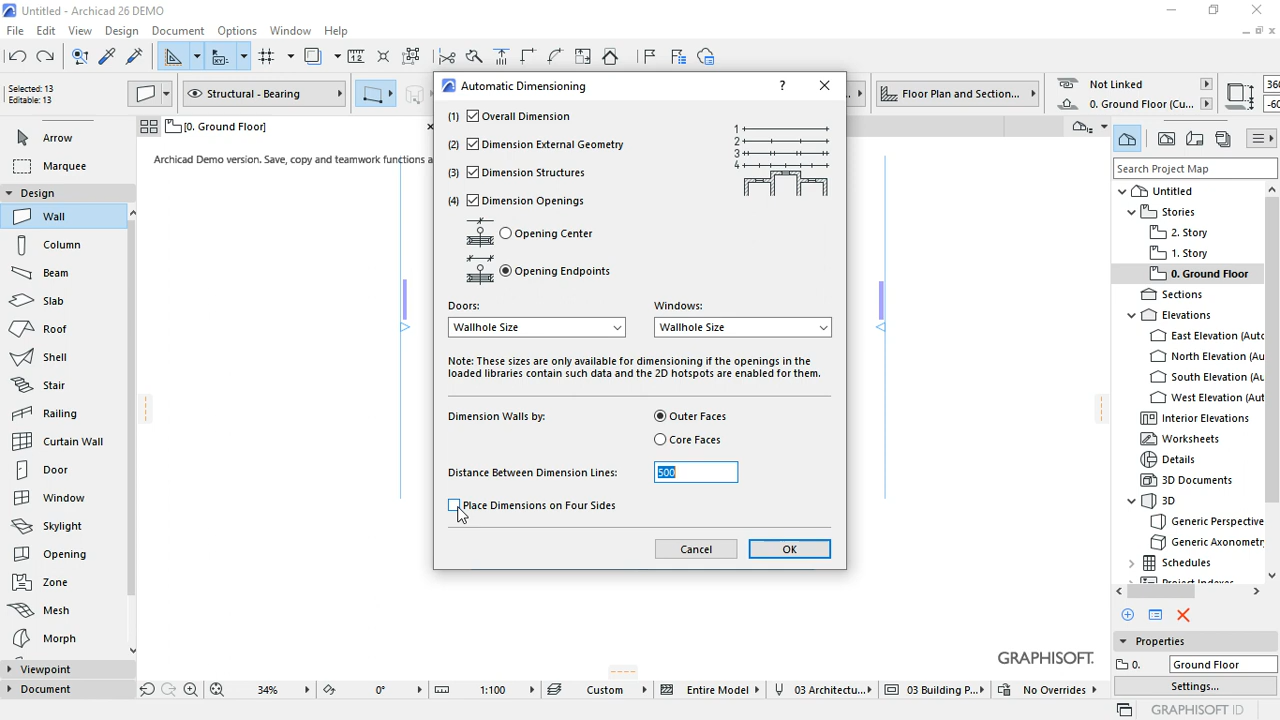 Untitled - Archicad 26 DEMO
File Edit View Design Document Options Window Help
Selected: 13
Editable: 13
Structural - Bearing
Floor Plan and Section...
Not Linked
0. Ground Floor (Cu...
360
-60
[0. Ground Floor]
Archicad Demo version. Save, copy and teamwork functions a
Arrow
Marquee
Design
Wall
Column
Beam
Slab
Roof
Shell
Stair
Railing
Curtain Wall
Door
Window
Skylight
Opening
Zone
Mesh
Morph
Viewpoint
Document
Automatic Dimensioning
?
(1) Overall Dimension
(2) Dimension External Geometry
(3) Dimension Structures
(4) Dimension Openings
1
2
3
4
Opening Center
Opening Endpoints
Doors:
Windows:
Wallhole Size
Wallhole Size
Note: These sizes are only available for dimensioning if the openings in the
loaded libraries contain such data and the 2D hotspots are enabled for them.
Dimension Walls by:
Outer Faces
Core Faces
Distance Between Dimension Lines:
500
Place Dimensions on Four Sides
Cancel
OK
Search Project Map
Untitled
Stories
2. Story
1. Story
0. Ground Floor
Sections
Elevations
East Elevation (Auto
North Elevation (Au
South Elevation (Au
West Elevation (Aut
Interior Elevations
Worksheets
Details
3D Documents
3D
Generic Perspective
Generic Axonometr
Schedules
Project Indexes
Properties
0.
Ground Floor
Settings...
GRAPHISOFT.
34%
0°
1:100
Custom
Entire Model
03 Architectu...
03 Building P...
No Overrides
GRAPHISOFT ID